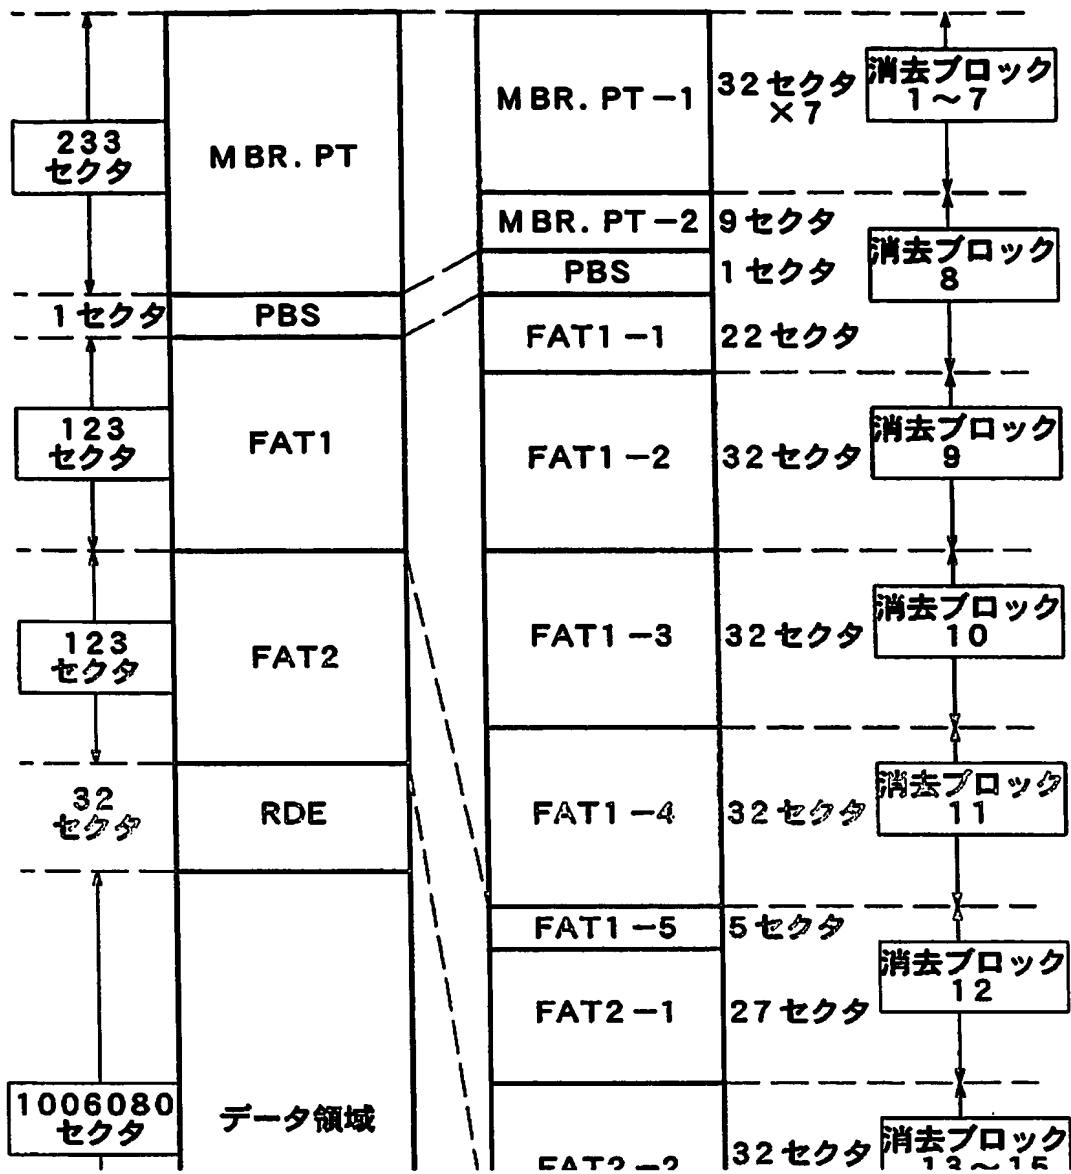 233
セクタ
MBR. PT
1セクタ
PBS
123
セクタ
FAT1
123
セクタ
FAT2
32
セクタ
RDE
1006080
セクタ
データ領域
MBR. PT-1
32セクタ
×7
消去ブロック
1〜7
MBR. PT-2
9セクタ
PBS
1セクタ
消去ブロック
8
FAT1-1
22セクタ
FAT1-2
32セクタ
消去ブロック
9
FAT1-3
32セクタ
消去ブロック
10
FAT1-4
32セクタ
消去ブロック
11
FAT1-5
5セクタ
FAT2-1
27セクタ
消去ブロック
12
FAT2-2
32セクタ
消去ブロック
13〜15